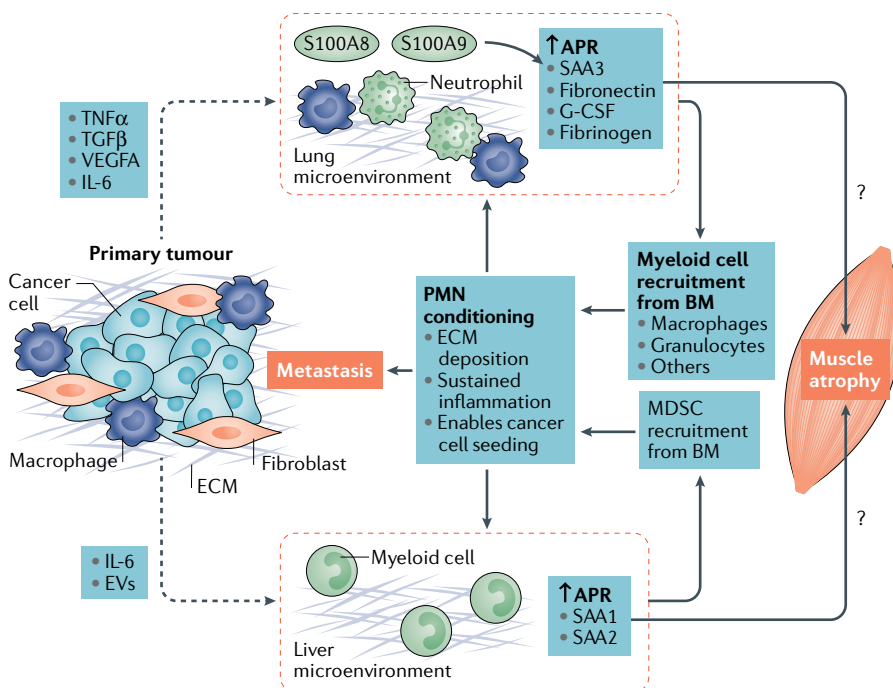 S100A8
S100A9
↑APR
• SAA3
• Fibronectin
• G-CSF
• Fibrinogen
Neutrophil
Lung
microenvironment
• TNFα
• TGFβ
• VEGFA
• IL-6
?
Primary tumour
Cancer
cell
Macrophage
Fibroblast
ECM
Metastasis
PMN
conditioning
• ECM
deposition
• Sustained
inflammation
• Enables cancer
cell seeding
Myeloid cell
recruitment
from BM
• Macrophages
• Granulocytes
• Others
Muscle
atrophy
MDSC
recruitment
from BM
?
• IL-6
• EVs
Myeloid cell
Liver
microenvironment
↑APR
• SAA1
• SAA2